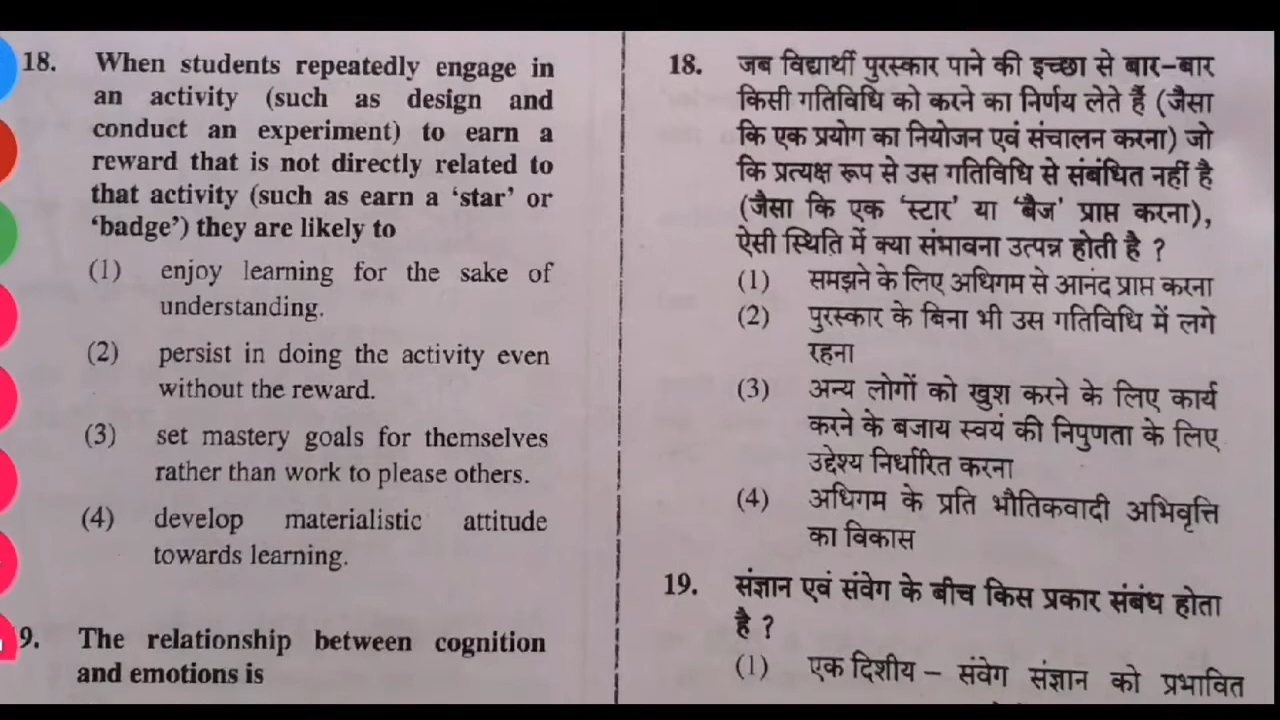 18. When students repeatedly engage in
an activity (such as design and
conduct an experiment) to earn a
reward that is not directly related to
that activity (such as earn a ‘star’ or
‘badge’) they are likely to
(1) enjoy learning for the sake of
understanding.
(2) persist in doing the activity even
without the reward.
(3) set mastery goals for themselves
rather than work to please others.
(4) develop materialistic attitude
towards learning.
9. The relationship between cognition
and emotions is
18. जब विद्यार्थी पुरस्कार पाने की इच्छा से बार-बार
किसी गतिविधि को करने का निर्णय लेते हैं (जैसा
कि एक प्रयोग का नियोजन एवं संचालन करना) जो
कि प्रत्यक्ष रूप से उस गतिविधि से संबंधित नहीं है
(जैसा कि एक ‘स्टार’ या ‘बैज’ प्राप्त करना),
ऐसी स्थिति में क्या संभावना उत्पन्न होती है ?
(1) समझने के लिए अधिगम से आनंद प्राप्त करना
(2) पुरस्कार के बिना भी उस गतिविधि में लगे
रहना
(3) अन्य लोगों को खुश करने के लिए कार्य
करने के बजाय स्वयं की निपुणता के लिए
उद्देश्य निर्धारित करना
(4) अधिगम के प्रति भौतिकवादी अभिवृत्ति
का विकास
19. संज्ञान एवं संवेग के बीच किस प्रकार संबंध होता
है ?
(1) एक दिशीय – संवेग संज्ञान को प्रभावित